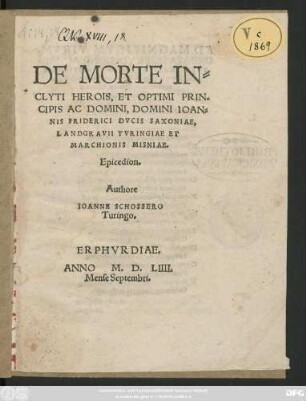 V c
1869
DE MORTE IN=
CLYTI HEROIS, ET OPTIMI PRIN-
CIPIS AC DOMINI, DOMINI IOAN-
NIS FRIDERICI DVCIS SAXONIAE,
LANDGRAVII TVRINGIAE ET
MARCHIONIS MISNIAE.
Epicedion.
Authore
IOANNE SCHOSSERO
Turingo.
ERPHVRDIAE.
ANNO M. D. LIIII.
Mense Septembri.